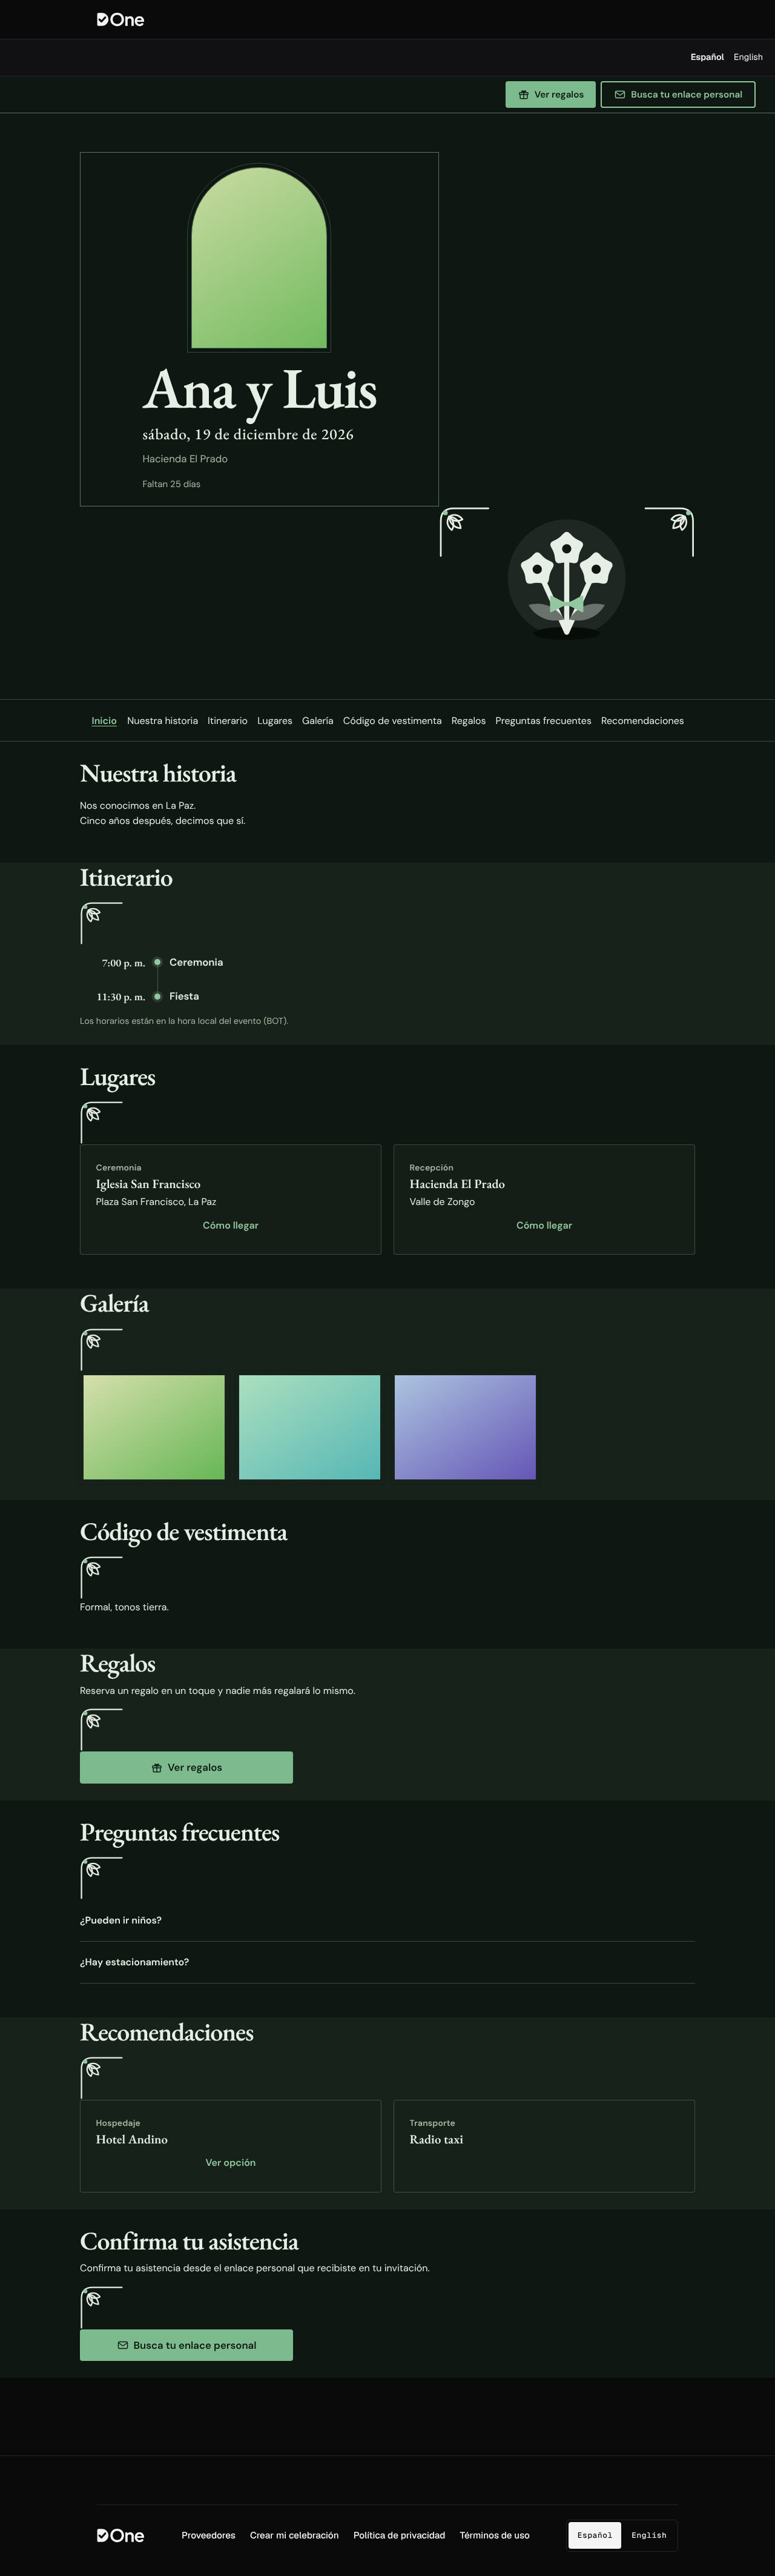 One
Español English
Ver regalos Busca tu enlace personal
Ana y Luis
sábado, 19 de diciembre de 2026
Hacienda El Prado
Faltan 25 días
Inicio Nuestra historia Itinerario Lugares Galería Código de vestimenta Regalos Preguntas frecuentes Recomendaciones
Nuestra historia
Nos conocimos en La Paz.
Cinco años después, decimos que sí.
Itinerario
7:00 p. m. Ceremonia
11:30 p. m. Fiesta
Los horarios están en la hora local del evento (BOT).
Lugares
Ceremonia
Iglesia San Francisco
Plaza San Francisco, La Paz
Cómo llegar
Recepción
Hacienda El Prado
Valle de Zongo
Cómo llegar
Galería
Código de vestimenta
Formal, tonos tierra.
Regalos
Reserva un regalo en un toque y nadie más regalará lo mismo.
Ver regalos
Preguntas frecuentes
¿Pueden ir niños?
¿Hay estacionamiento?
Recomendaciones
Hospedaje
Hotel Andino
Ver opción
Transporte
Radio taxi
Confirma tu asistencia
Confirma tu asistencia desde el enlace personal que recibiste en tu invitación.
Busca tu enlace personal
One Proveedores Crear mi celebración Política de privacidad Términos de uso Español English